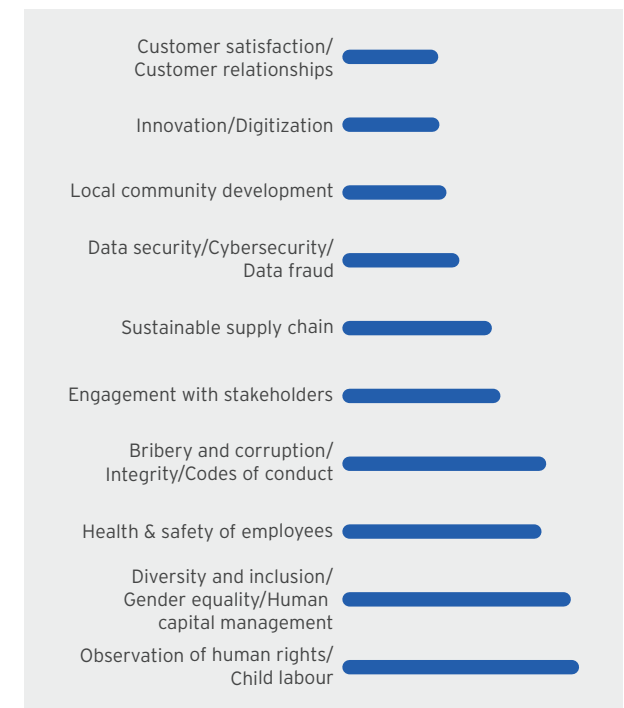 Customer satisfaction/
Customer relationships
Innovation/Digitization
Local community development
Data security/Cybersecurity/
Data fraud
Sustainable supply chain
Engagement with stakeholders
Bribery and corruption/
Integrity/Codes of conduct
Health & safety of employees
Diversity and inclusion/
Gender equality/Human
capital management
Observation of human rights/
Child labour